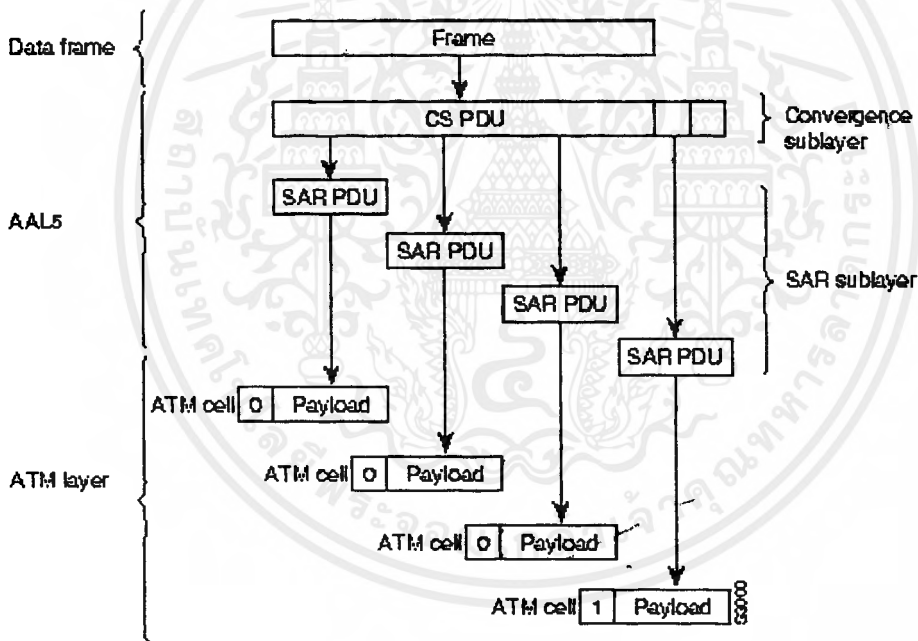 Data frame
Frame
CS PDU
Convergence
sublayer
AAL5
SAR PDU
SAR PDU
SAR PDU
SAR PDU
SAR sublayer
ATM layer
ATM cell 0 Payload
ATM cell 0 Payload
ATM cell 0 Payload
ATM cell 1 Payload